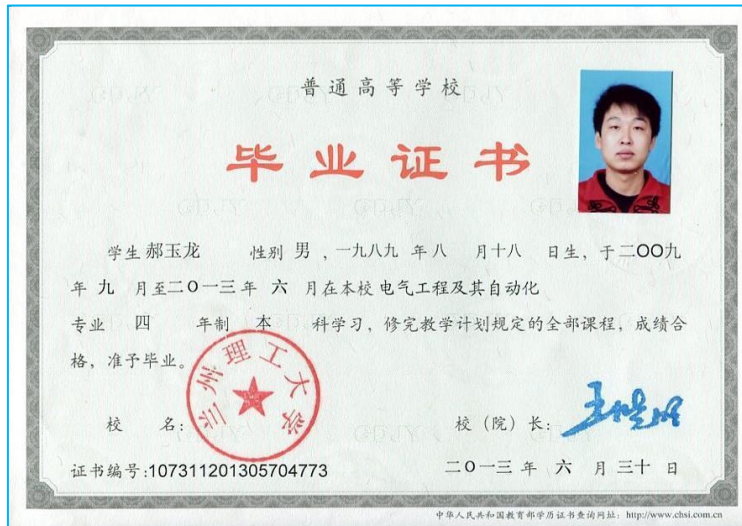 普通高等学校
毕业证书
学生 郝玉龙 性别 男 ，一九八九 年 八 月 十八 日生，于二〇〇九
年 九 月至二〇一三年 六 月在本校 电气工程及其自动化
专业 四 年制 本 科学习，修完教学计划规定的全部课程，成绩合
格，准予毕业。
兰州理工大学
校 名： 校（院）长：
证书编号:107311201305704773 二〇一三 年 六 月 三十 日
中华人民共和国教育部学历证书查询网址：http://www.chsi.com.cn